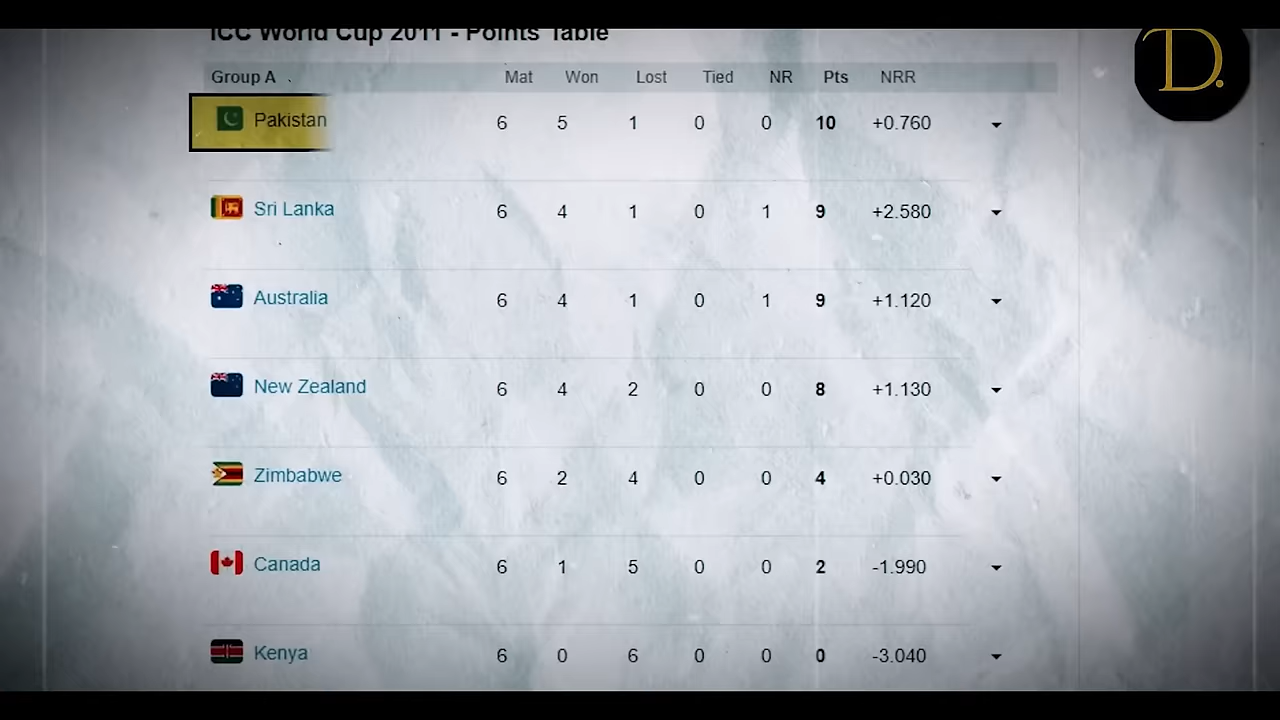 ICC World Cup 2011 - Points Table
Group A Mat Won Lost Tied NR Pts NRR
Pakistan 6 5 1 0 0 10 +0.760
Sri Lanka 6 4 1 0 1 9 +2.580
Australia 6 4 1 0 1 9 +1.120
New Zealand 6 4 2 0 0 8 +1.130
Zimbabwe 6 2 4 0 0 4 +0.030
Canada 6 1 5 0 0 2 -1.990
Kenya 6 0 6 0 0 0 -3.040
D.